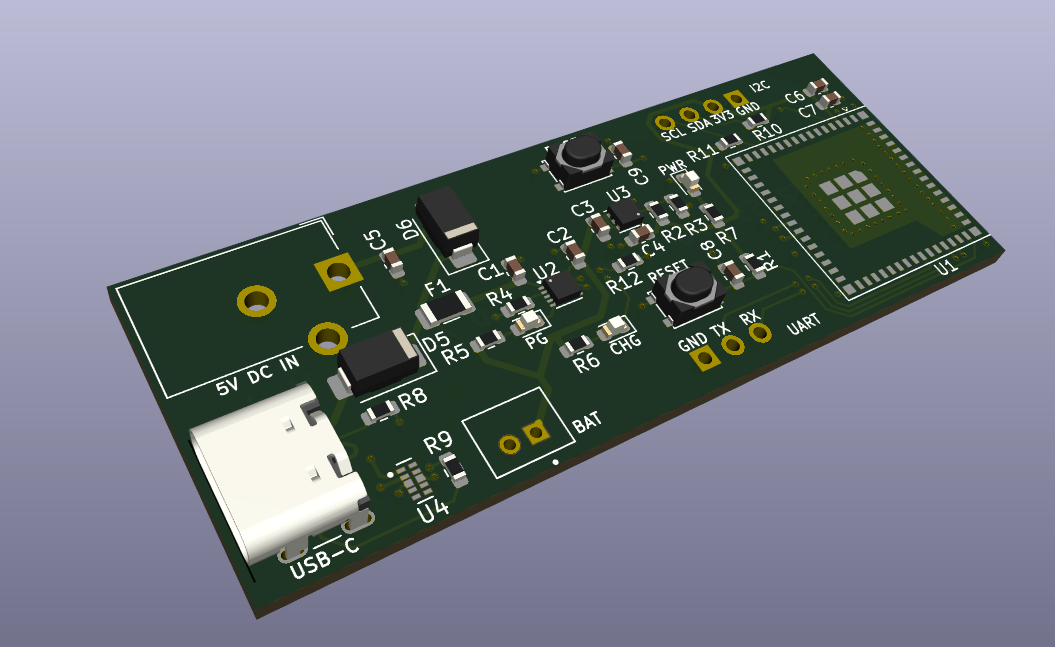 I2C
C6
C7
SCL SDA 3V3 GND
R10
R11
C9
PWR
U3
C3
C5
D6
C2
C4
R2
R3
R7
C8
R1
U1
C1
U2
R12
RESET
F1
R4
PG
R5
D5
R6
CHG
GND TX RX
UART
5V DC IN
R8
R9
BAT
U4
USB-C